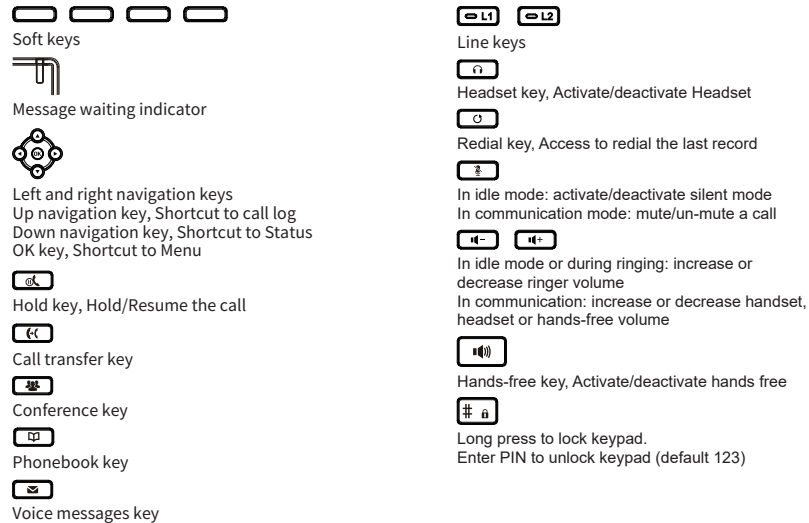 Soft keys
Message waiting indicator
OK
Left and right navigation keys
Up navigation key, Shortcut to call log
Down navigation key, Shortcut to Status
OK key, Shortcut to Menu
Hold key, Hold/Resume the call
Call transfer key
Conference key
Phonebook key
Voice messages key
L1 L2
Line keys
Headset key, Activate/deactivate Headset
Redial key, Access to redial the last record
In idle mode: activate/deactivate silent mode
In communication mode: mute/un-mute a call
- +
In idle mode or during ringing: increase or
decrease ringer volume
In communication: increase or decrease handset,
headset or hands-free volume
Hands-free key, Activate/deactivate hands free
#
Long press to lock keypad.
Enter PIN to unlock keypad (default 123)